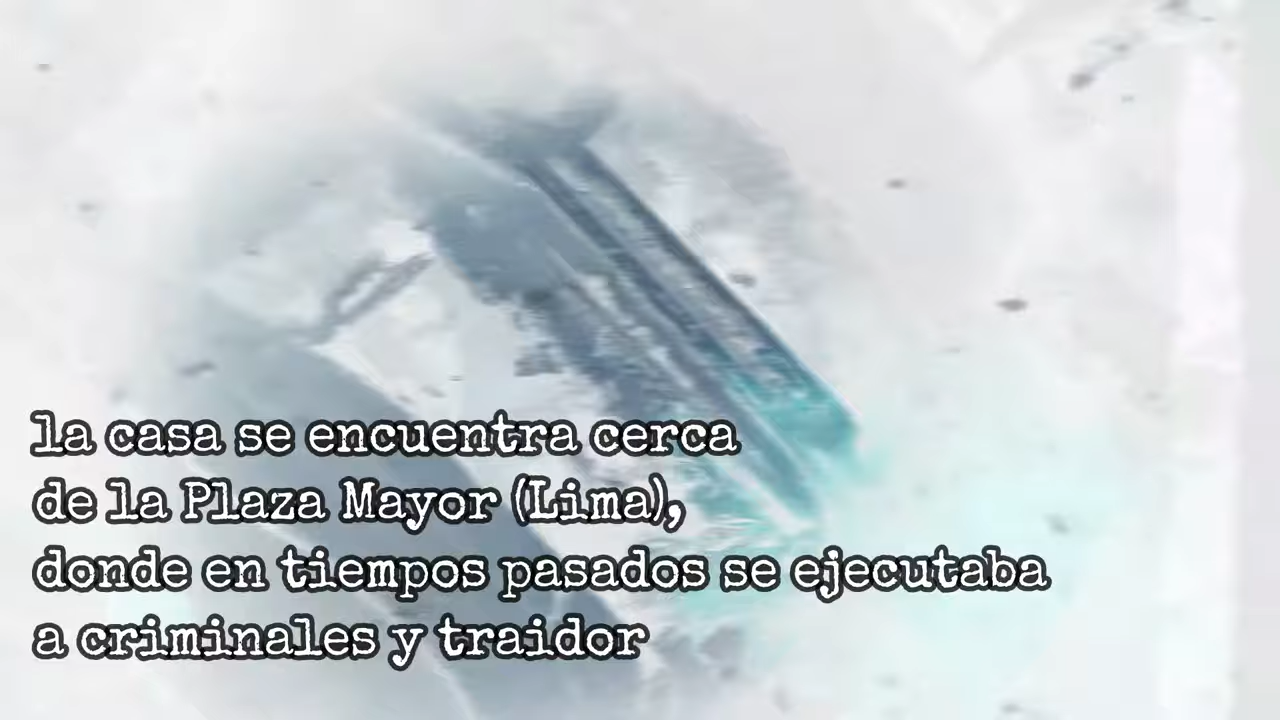 la casa se encuentra cerca
de la Plaza Mayor (Lima),
donde en tiempos pasados se ejecutaba
a criminales y traidor